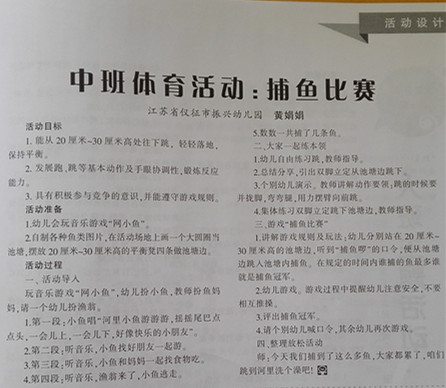 活动设计
中班体育活动：捕鱼比赛
江苏省仪征市振兴幼儿园 黄娟娟
活动目标
1. 能从 20 厘米~30 厘米高处往下跳，轻轻落地，
保持平衡。
2. 发展跑、跳等基本动作及手眼协调性，锻炼反应
能力。
3. 具有积极参与竞争的意识，并能遵守游戏规则。
活动准备
1.幼儿会玩音乐游戏“网小鱼”。
2.自制各种鱼类图片，在活动场地上画一个大圆圈当
池塘，摆放 20 厘米~30 厘米高的平衡凳四条做池塘边。
活动过程
一、活动导入
玩音乐游戏“网小鱼”，幼儿扮小鱼，教师扮鱼妈
妈，请一个幼儿扮渔翁。
1.第一段：小鱼唱“河里小鱼游游游，摇摇尾巴点
点头，一会儿上，一会儿下，好像快乐的小朋友”。
2.第二段：听音乐，小鱼找好朋友一起游。
3.第三段：听音乐，小鱼和妈妈一起找食物吃。
4.第四段：听音乐，渔翁来了，小鱼逃走。
5.数数一共捕了几条鱼。
二、大家一起练本领
1.幼儿自由练习跳，教师指导。
2.总结分享，引出双脚立定从池塘边跳下。
3.个别幼儿演示，教师讲解动作要领：跳的时候要
并拢脚，弯弯腿，用力摆臂向前跳。
4.集体练习双脚立定跳下池塘边，教师指导。
三、游戏“捕鱼比赛”
1.讲解游戏规则及玩法：幼儿分别站在 20 厘米~
30 厘米高的池塘边，听到“捕鱼啰”的口令，便从池塘
边跳入池塘内捕鱼。在规定的时间内谁捕的鱼最多谁
就是捕鱼冠军。
2.幼儿游戏。游戏过程中提醒幼儿注意安全，不要
相互推搡。
3.评出捕鱼冠军。
4.请个别幼儿喊口令，其余幼儿再次游戏。
四、整理放松活动
师：今天我们捕到了这么多鱼，大家都累了，咱们
跳到河里洗个澡吧！